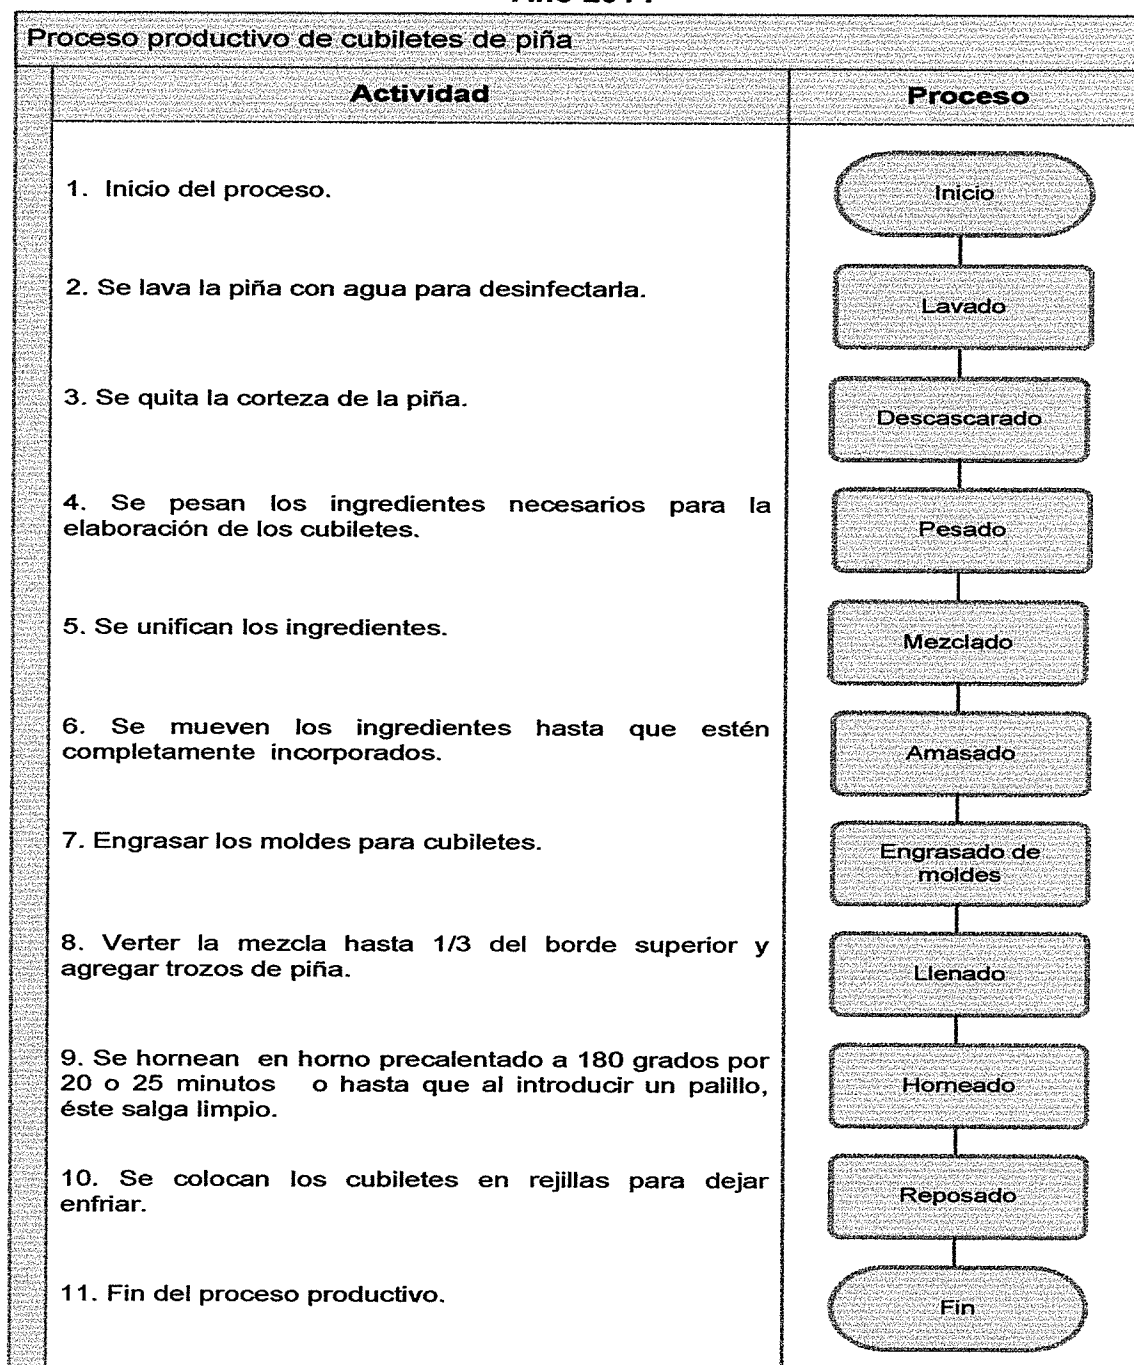 Proceso productivo de cubiletes de piña
Actividad
Proceso
1. Inicio del proceso.
Inicio
2. Se lava la piña con agua para desinfectarla.
Lavado
3. Se quita la corteza de la piña.
Descascarado
4. Se pesan los ingredientes necesarios para la
elaboración de los cubiletes.
Pesado
5. Se unifican los ingredientes.
Mezclado
6. Se mueven los ingredientes hasta que estén
completamente incorporados.
Amasado
7. Engrasar los moldes para cubiletes.
Engrasado de
moldes
8. Verter la mezcla hasta 1/3 del borde superior y
agregar trozos de piña.
Llenado
9. Se hornean en horno precalentado a 180 grados por
20 o 25 minutos o hasta que al introducir un palillo,
éste salga limpio.
Horneado
10. Se colocan los cubiletes en rejillas para dejar
enfriar.
Reposado
11. Fin del proceso productivo.
Fin